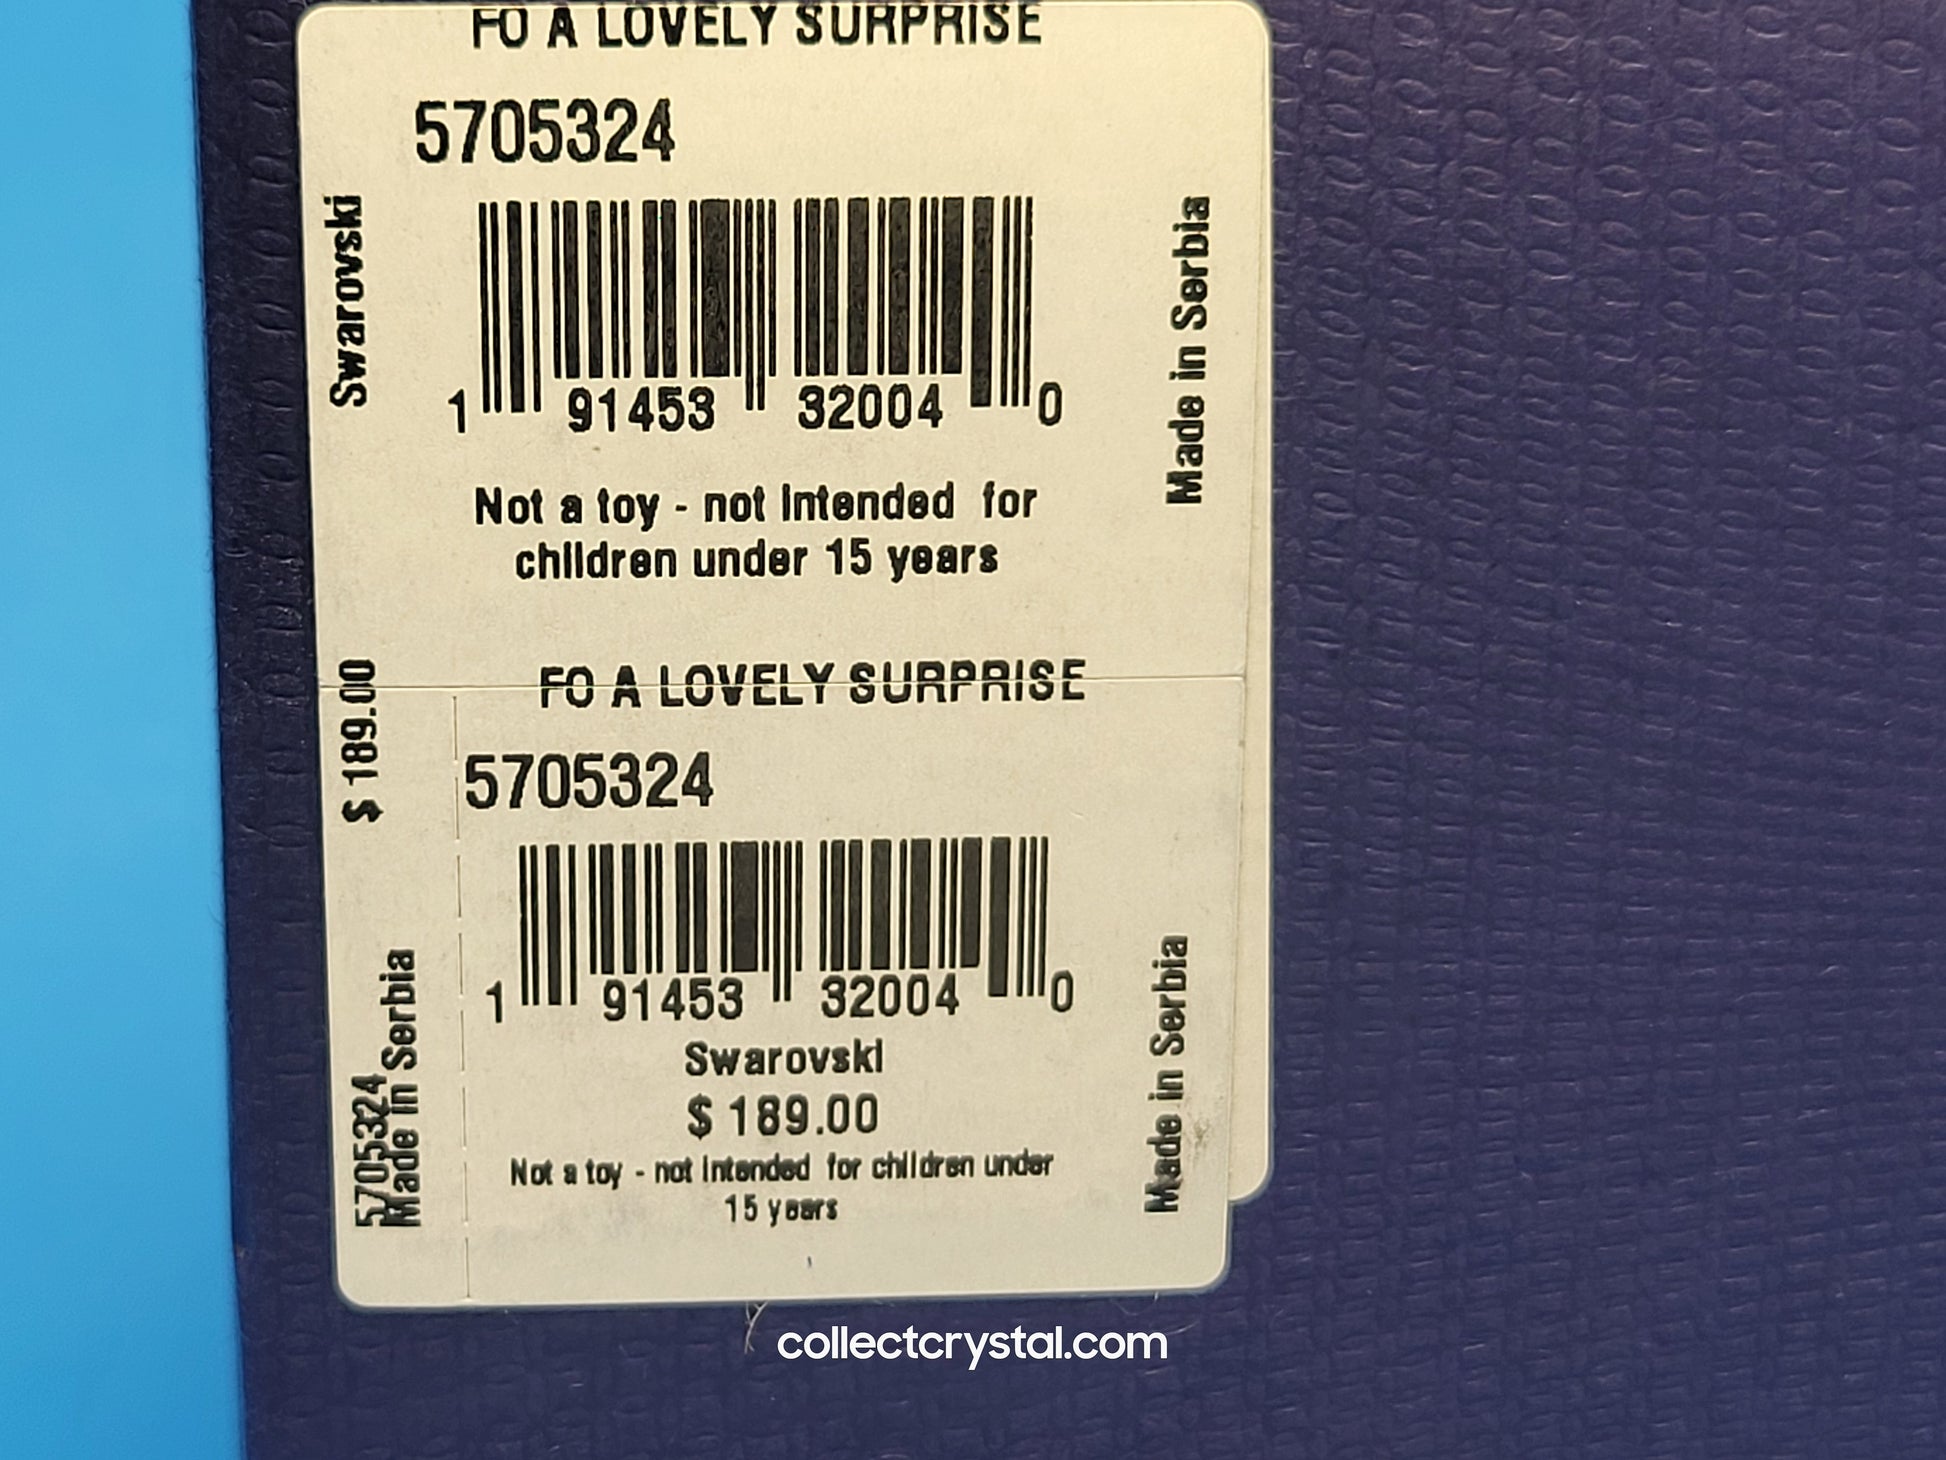 FO A LOVELY SURPRISE
5705324
Swarovski
Made in Serbia
1 91453 32004 0
Not a toy - not intended for
children under 15 years
$ 189.00
FO A LOVELY SURPRISE
5705324
1 91453 32004 0
Swarovski
$ 189.00
Not a toy - not intended for children under
15 years
5705324
Made in Serbia
Made in Serbia
collectcrystal.com